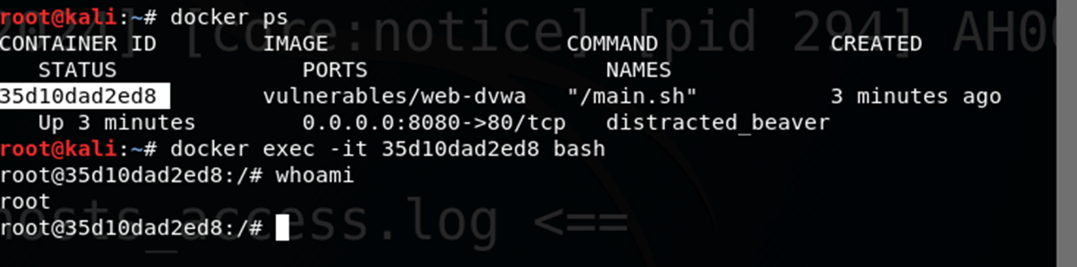 root@kali:~# docker ps
CONTAINER ID IMAGE COMMAND CREATED
STATUS PORTS NAMES
35d10dad2ed8 vulnerables/web-dvwa "/main.sh" 3 minutes ago
Up 3 minutes 0.0.0.0:8080->80/tcp distracted_beaver
root@kali:~# docker exec -it 35d10dad2ed8 bash
root@35d10dad2ed8:/# whoami
root
root@35d10dad2ed8:/#
[core:notice] [pid 294]
access.log <==